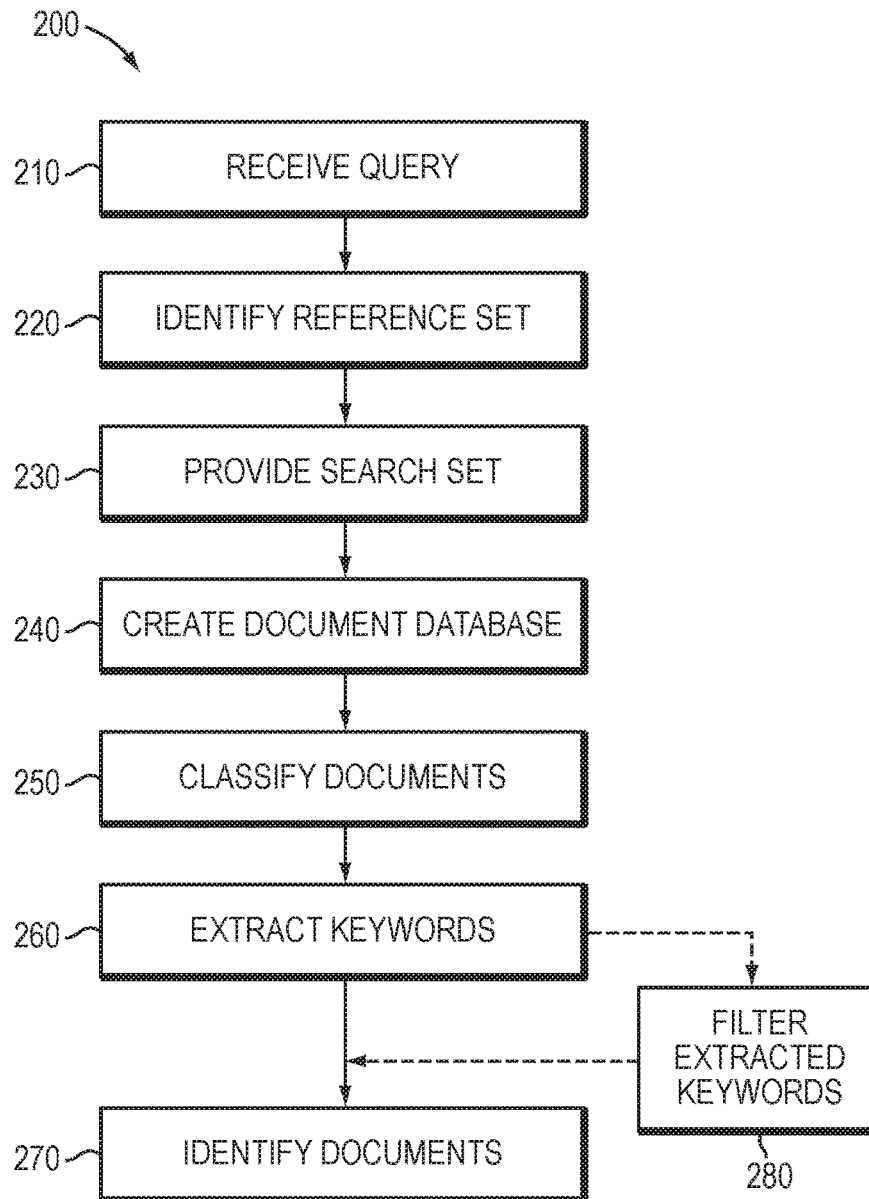 200
210
RECEIVE QUERY
220
IDENTIFY REFERENCE SET
230
PROVIDE SEARCH SET
240
CREATE DOCUMENT DATABASE
250
CLASSIFY DOCUMENTS
260
EXTRACT KEYWORDS
FILTER
EXTRACTED
KEYWORDS
280
270
IDENTIFY DOCUMENTS